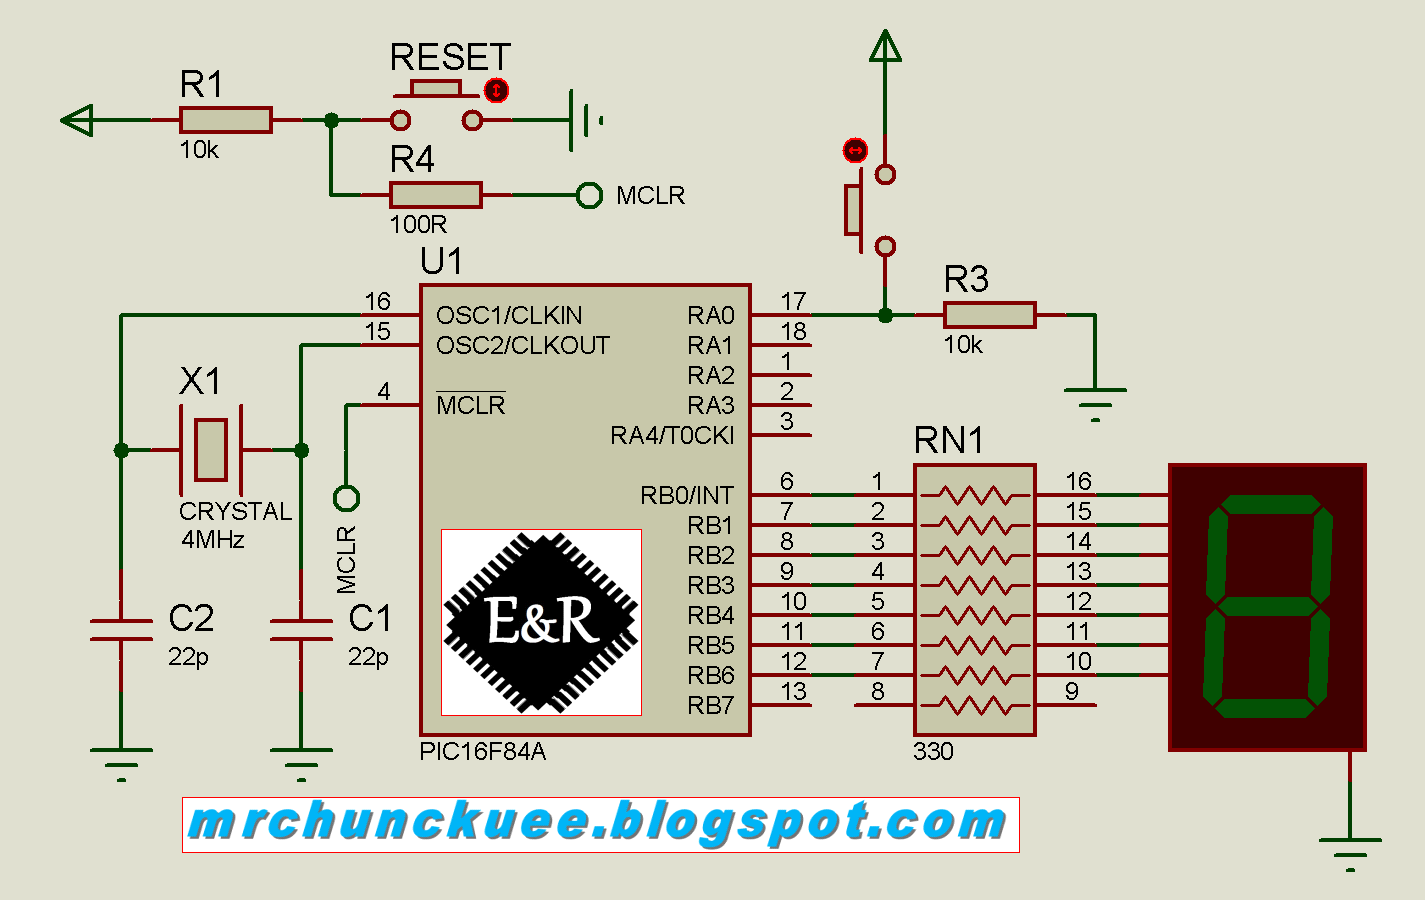 RESET
R1
10k
R4
100R
MCLR
U1
R3
10k
16
OSC1/CLKIN
RA0
17
15
OSC2/CLKOUT
RA1
18
RA2
1
4
MCLR
RA3
2
RA4/T0CKI
3
X1
CRYSTAL
4MHz
MCLR
C2
22p
C1
22p
RN1
RB0/INT
6
1
16
RB1
7
2
15
RB2
8
3
14
RB3
9
4
13
RB4
10
5
12
RB5
11
6
11
RB6
12
7
10
RB7
13
8
9
E&R
PIC16F84A
330
mrchunckuee.blogspot.com